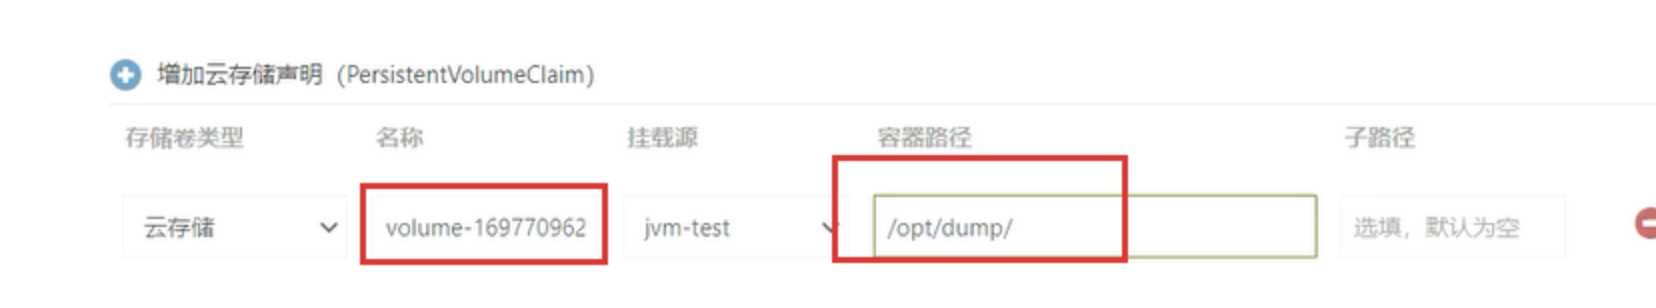 增加云存储声明（PersistentVolumeClaim）
存储卷类型 名称 挂载源 容器路径 子路径
云存储 volume-169770962 jvm-test /opt/dump/ 选填，默认为空